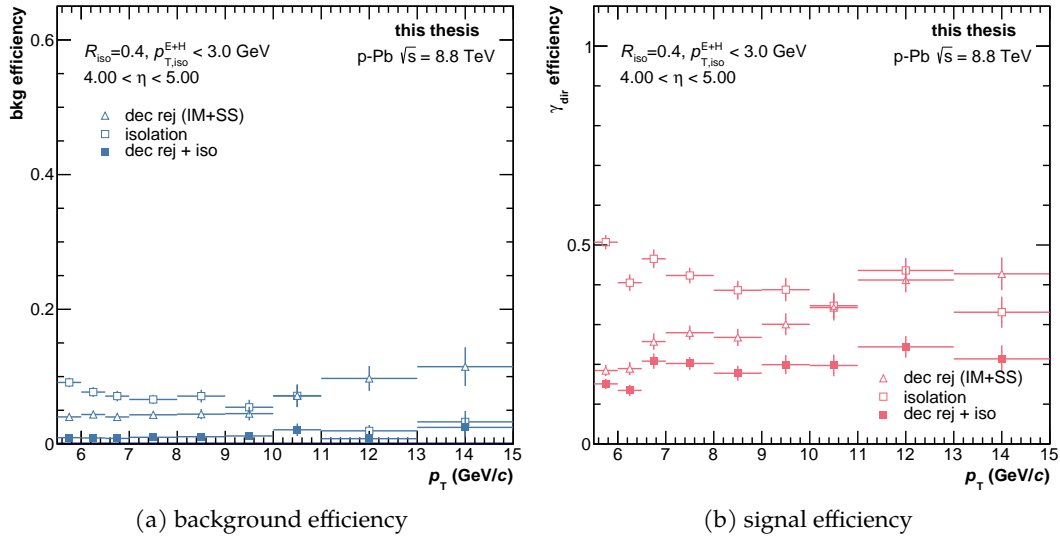 bkg efficiency
0.6
0.4
0.2
0
this thesis
R_iso=0.4, p_T,iso^E+H < 3.0 GeV
p-Pb √s = 8.8 TeV
4.00 < η < 5.00
dec rej (IM+SS)
isolation
dec rej + iso
6 7 8 9 10 11 12 13 14 15
p_T (GeV/c)
(a) background efficiency
γ_dir efficiency
1
0.5
0
this thesis
R_iso=0.4, p_T,iso^E+H < 3.0 GeV
p-Pb √s = 8.8 TeV
4.00 < η < 5.00
dec rej (IM+SS)
isolation
dec rej + iso
6 7 8 9 10 11 12 13 14 15
p_T (GeV/c)
(b) signal efficiency